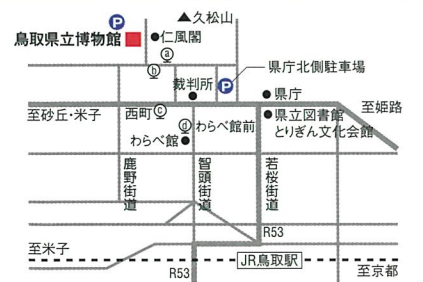 P
▲久松山
鳥取県立博物館
仁風閣
a
b
裁判所
P
県庁北側駐車場
県庁
至砂丘・米子
西町
c
d
わらべ館前
県立図書館
とりぎん文化会館
至姫路
わらべ館
鹿野街道
智頭街道
若桜街道
R53
至米子
JR鳥取駅
R53
至京都